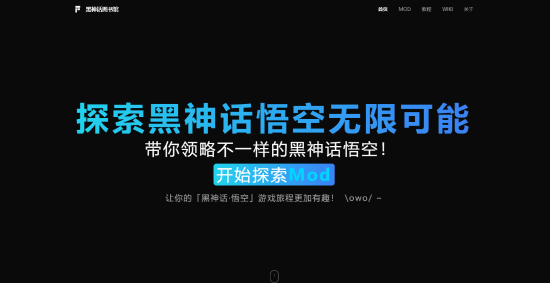 黑神话图书馆
首页 MOD 教程 WIKI 关于
探索黑神话悟空无限可能
带你领略不一样的黑神话悟空！
开始探索Mod
让你的「黑神话·悟空」游戏旅程更加有趣！ \owo/ ~